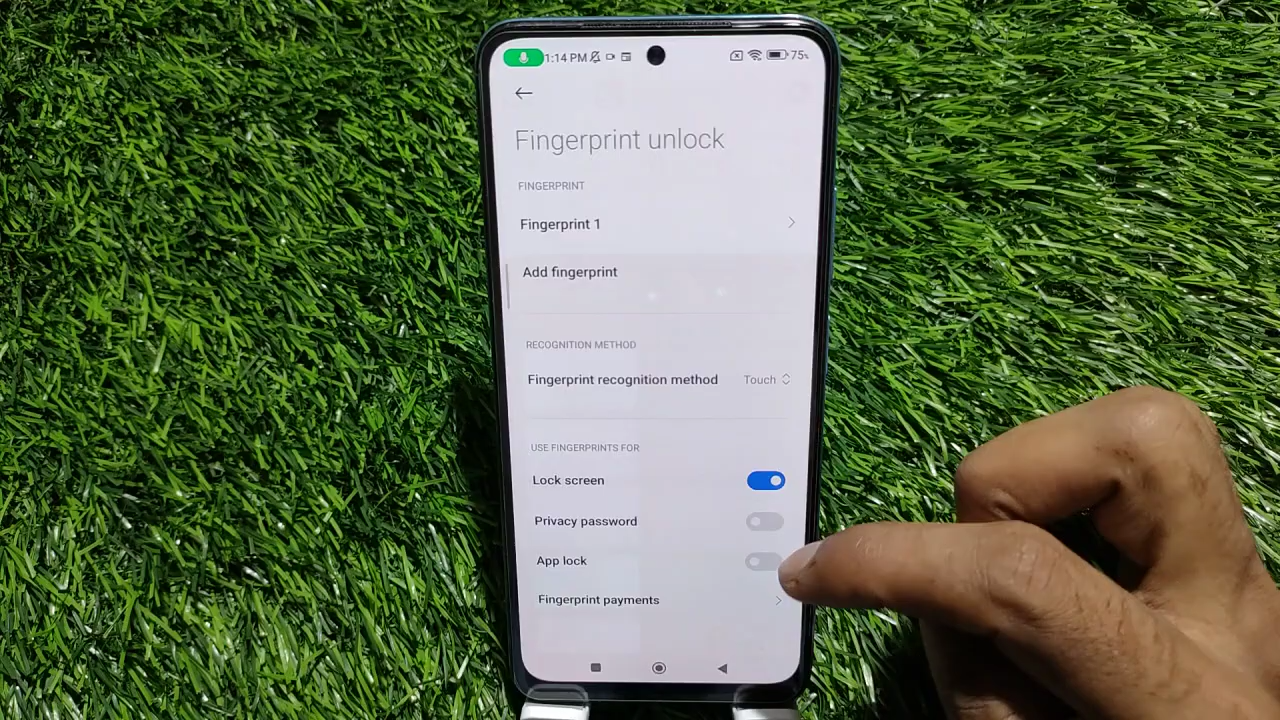 1:14 PM 75%
Fingerprint unlock
FINGERPRINT
Fingerprint 1
Add fingerprint
RECOGNITION METHOD
Fingerprint recognition method Touch
USE FINGERPRINTS FOR
Lock screen
Privacy password
App lock
Fingerprint payments